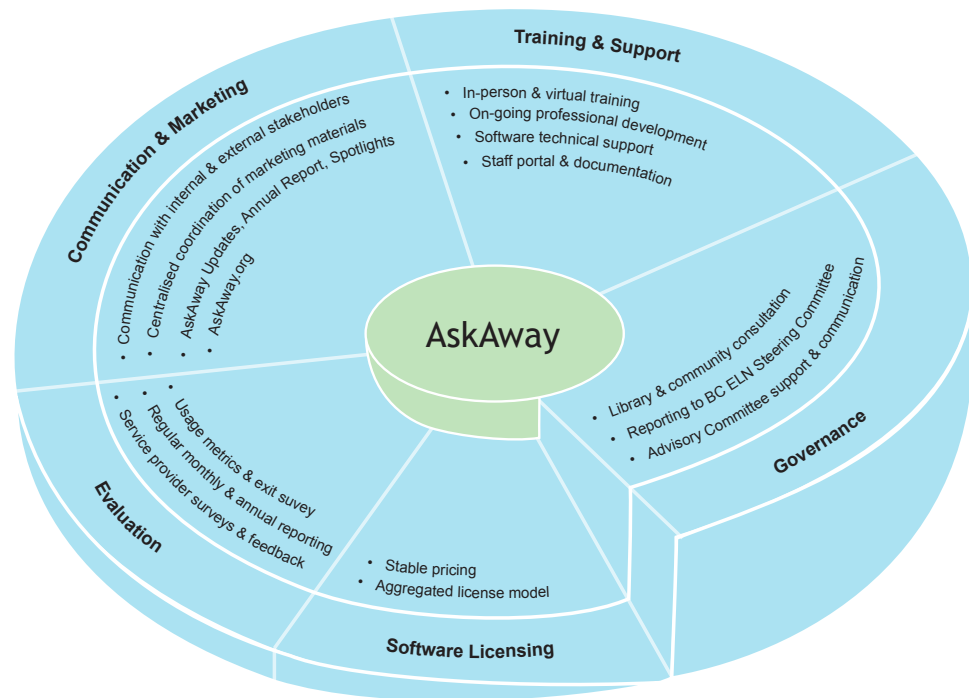 Training & Support
• In-person & virtual training
• On-going professional development
• Software technical support
• Staff portal & documentation
Communication & Marketing
• Communication with internal & external stakeholders
• Centralised coordination of marketing materials
• AskAway Updates, Annual Report, Spotlights
• AskAway.org
AskAway
Governance
• Library & community consultation
• Reporting to BC ELN Steering Committee
• Advisory Committee support & communication
Evaluation
• Usage metrics & exit suvey
• Regular monthly & annual reporting
• Service provider surveys & feedback
• Stable pricing
• Aggregated license model
Software Licensing